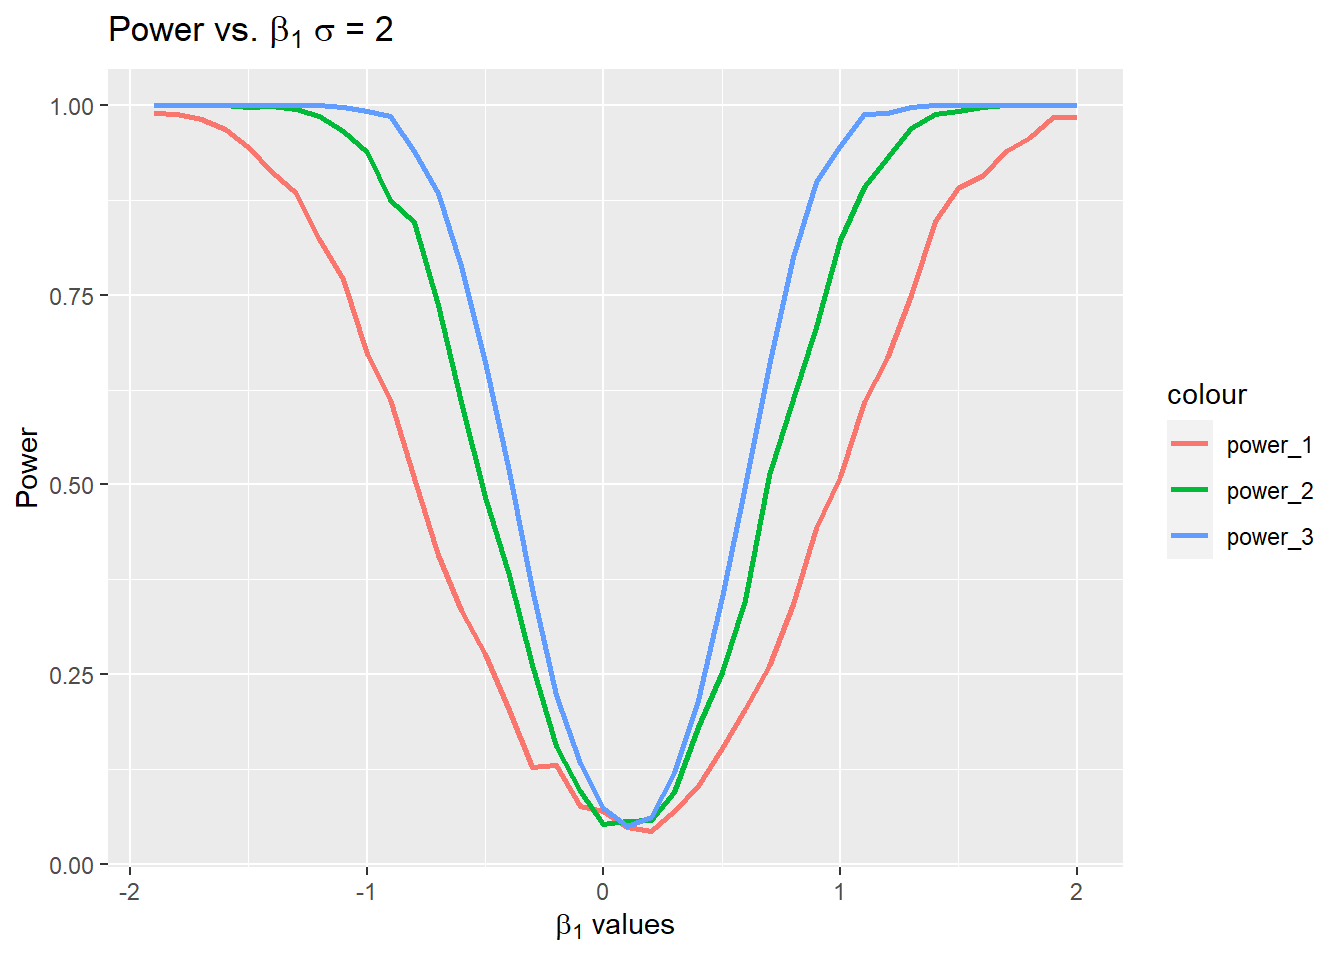 Power vs. β₁ σ = 2
1.00
0.75
0.50
0.25
0.00
Power
-2
-1
0
1
2
β₁ values
colour
power_1
power_2
power_3